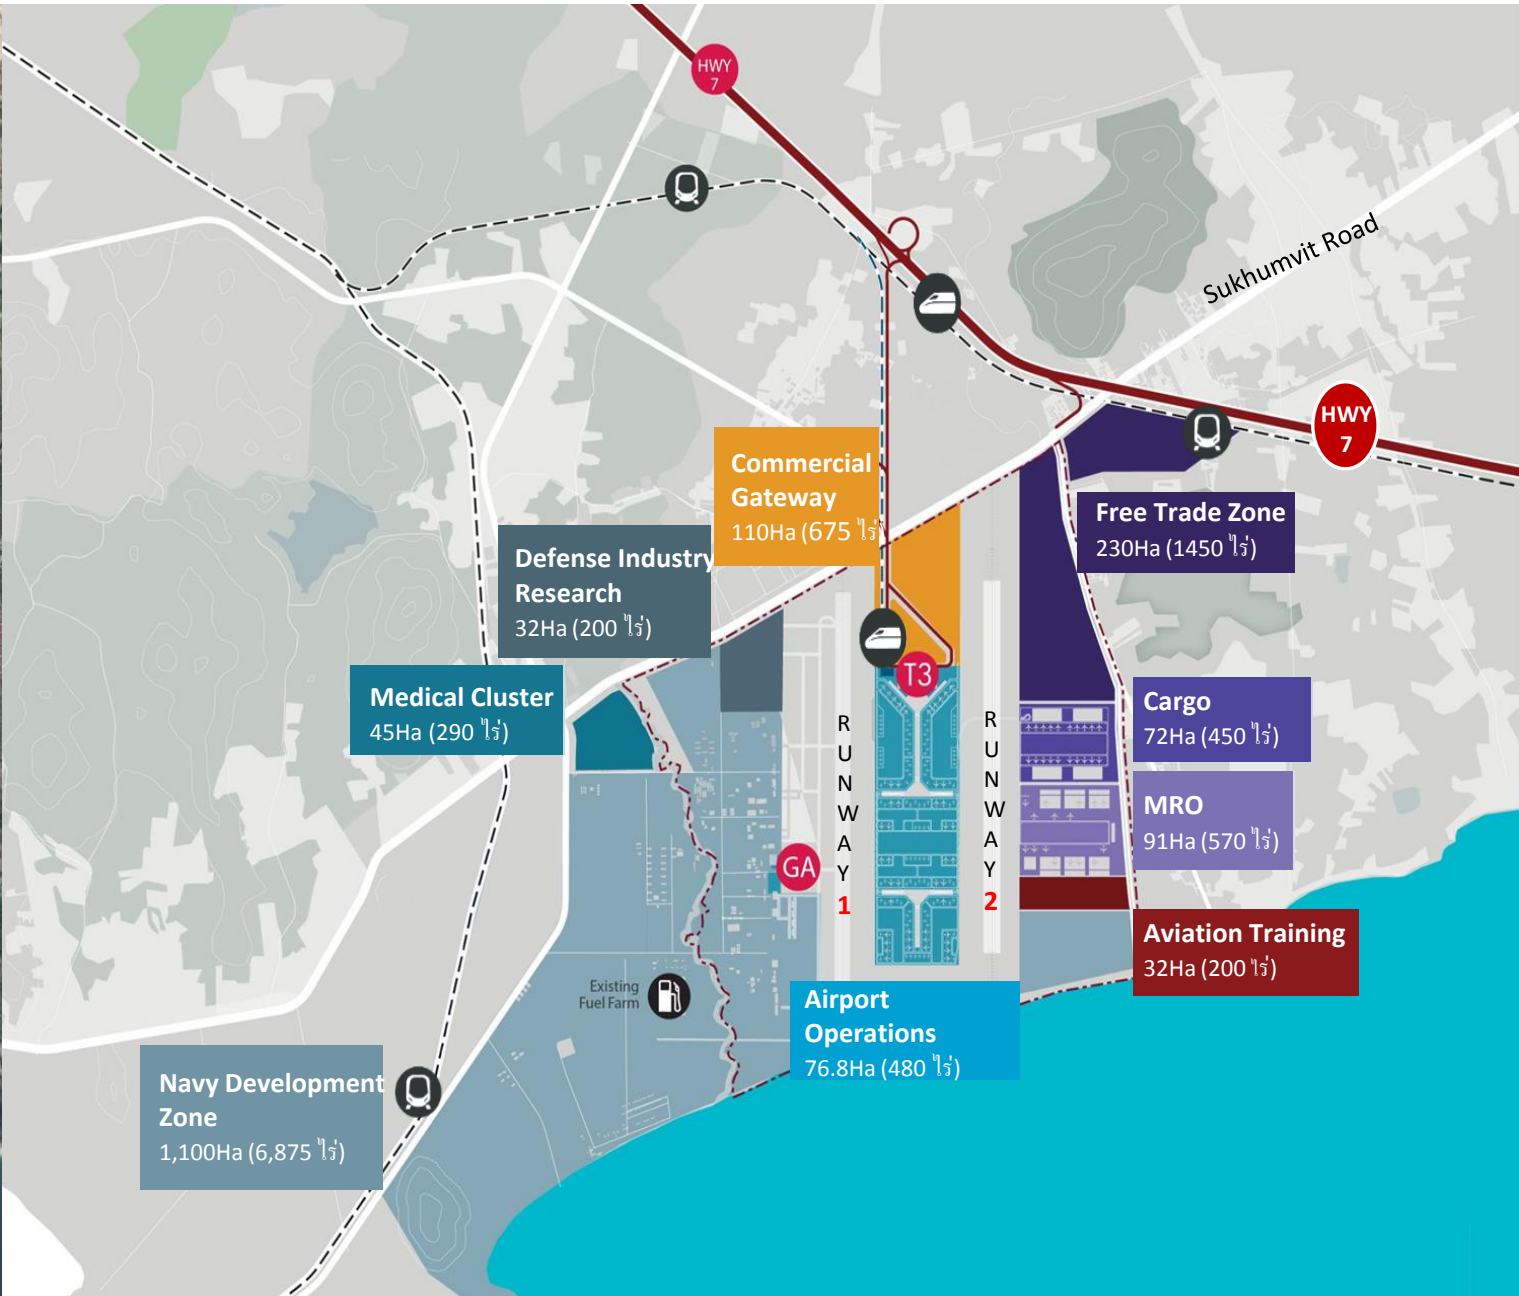 HWY
7
Sukhumvit Road
HWY
7
Commercial
Gateway
110Ha (675 ไร่)
Free Trade Zone
230Ha (1450 ไร่)
Defense Industry
Research
32Ha (200 ไร่)
Medical Cluster
45Ha (290 ไร่)
T3
Cargo
72Ha (450 ไร่)
RUNWAY
1
RUNWAY
2
MRO
91Ha (570 ไร่)
GA
Aviation Training
32Ha (200 ไร่)
Existing
Fuel Farm
Airport
Operations
76.8Ha (480 ไร่)
Navy Development
Zone
1,100Ha (6,875 ไร่)